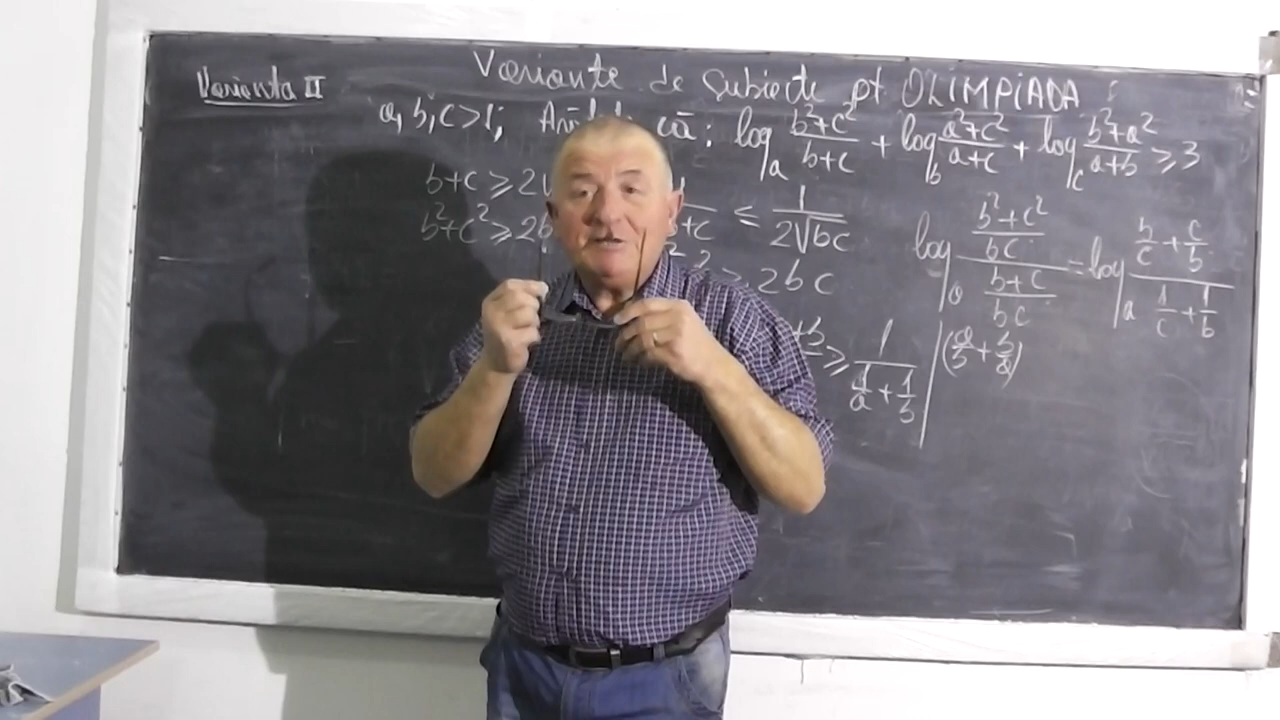 Varianta II
Variante de subiecte pt OLIMPIADA
a, b, c > 1; că: log_a (b²+c²)/(b+c) + log_b (a²+c²)/(a+c) + log_c (b²+a²)/(a+b) ≥ 3
b+c ≥ 2 ≤ 1/(2√bc)
b²+c² ≥ 2b 2bc
log_a ((b²+c²)/(bc))/((b+c)/(bc)) = log_a (b/c + c/b)/(1/c + 1/b)
≥ 1/(1/a + 1/b) | (a/b + b/a)